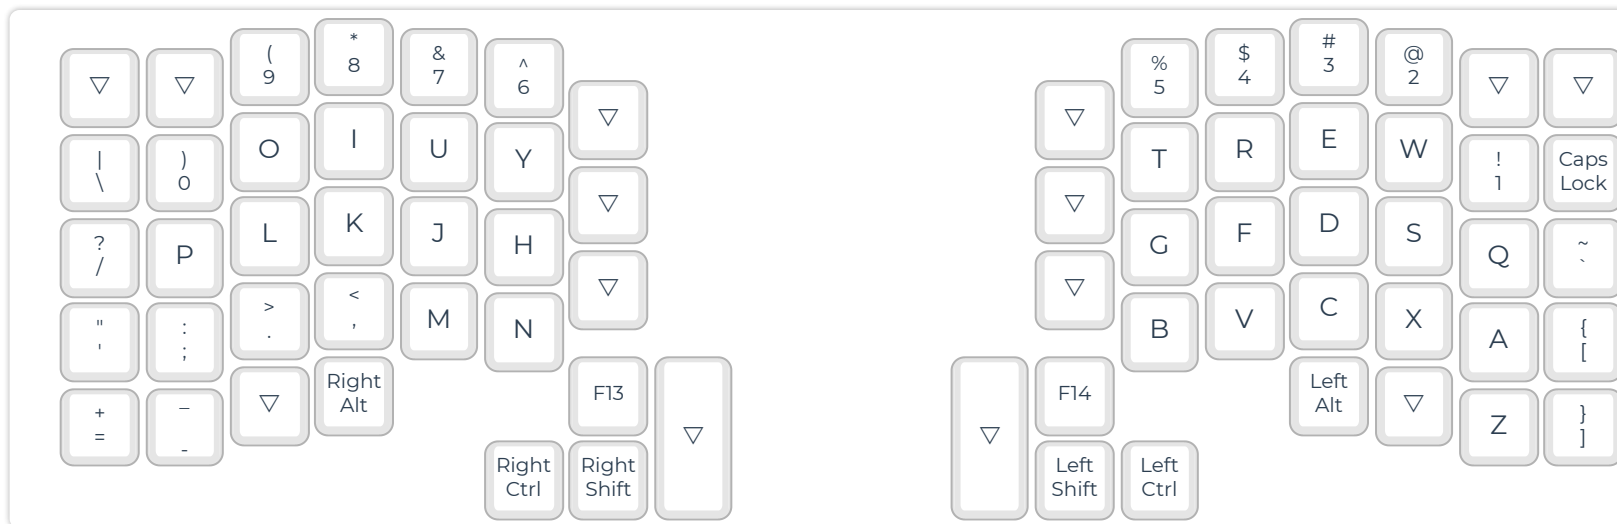 ▽ ▽ ( 9 * 8 & 7 ^ 6 ▽
▽ % 5 $ 4 # 3 @ 2 ▽ ▽
| \ ) 0 O I U Y ▽
▽ T R E W ! 1 Caps Lock
? / P L K J H ▽
▽ G F D S Q ~ `
" ' : ; > . < , M N
B V C X A { [
+ = _ - ▽ Right Alt F13 ▽
▽ F14 Left Alt ▽ Z } ]
Right Ctrl Right Shift
Left Shift Left Ctrl